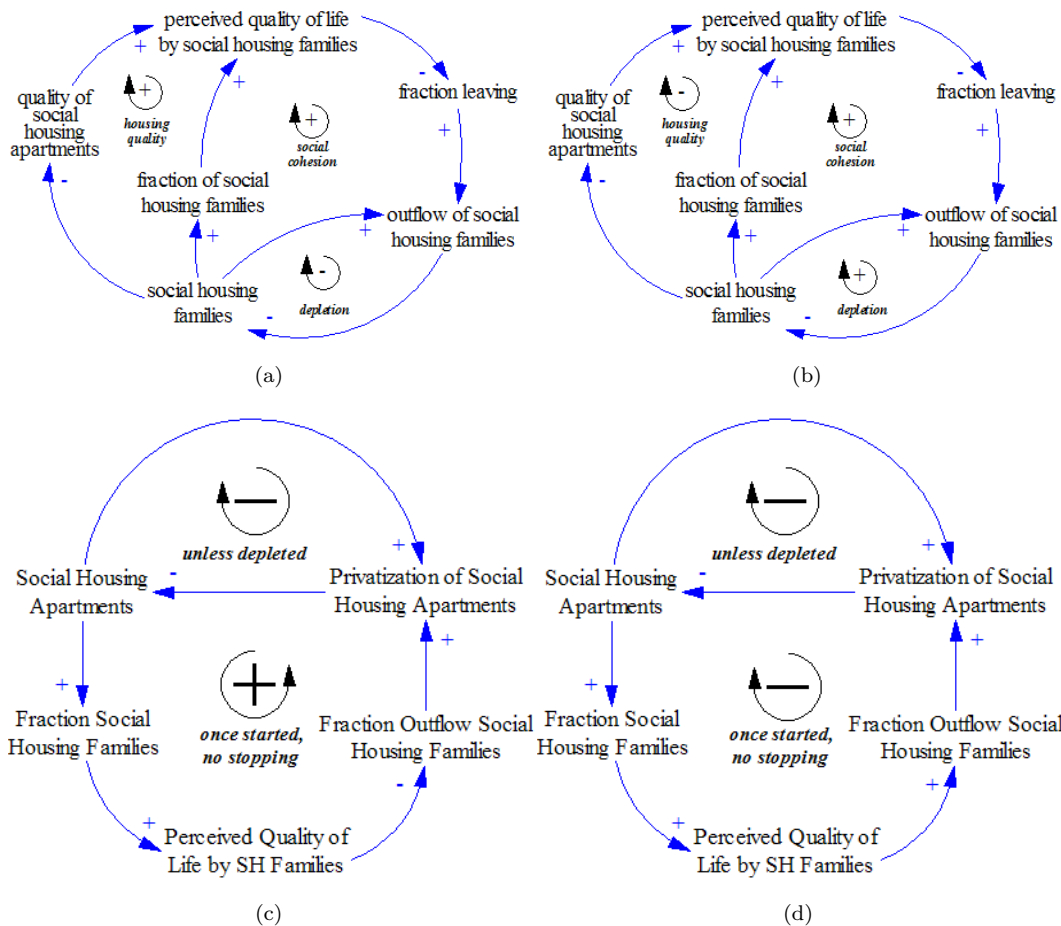 perceived quality of life
by social housing families
+
-
fraction leaving
+
+
housing
quality
quality of
social
housing
apartments
+
social
cohesion
+
+
-
fraction of social
housing families
+
+
outflow of social
housing families
-
depletion
social housing
families
-
(a)
perceived quality of life
by social housing families
+
-
fraction leaving
-
housing
quality
quality of
social
housing
apartments
+
social
cohesion
+
+
-
fraction of social
housing families
+
+
outflow of social
housing families
+
depletion
social housing
families
-
(b)
unless depleted
+
-
Social Housing
Apartments
Privatization of Social
Housing Apartments
+
+
once started,
no stopping
Fraction Social
Housing Families
Fraction Outflow Social
Housing Families
-
+
Perceived Quality of
Life by SH Families
(c)
unless depleted
+
-
Social Housing
Apartments
Privatization of Social
Housing Apartments
+
+
once started,
no stopping
Fraction Social
Housing Families
Fraction Outflow Social
Housing Families
+
+
Perceived Quality of
Life by SH Families
(d)